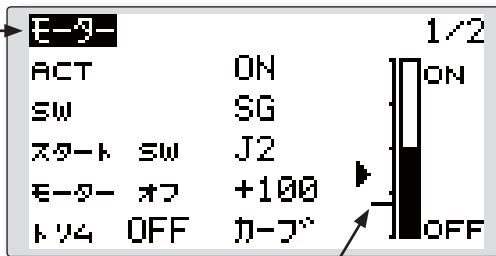 モーター 1/2
ACT ON ON
SW SG
スタート SW J2
モーター オフ +100
トリム OFF カーブ OFF